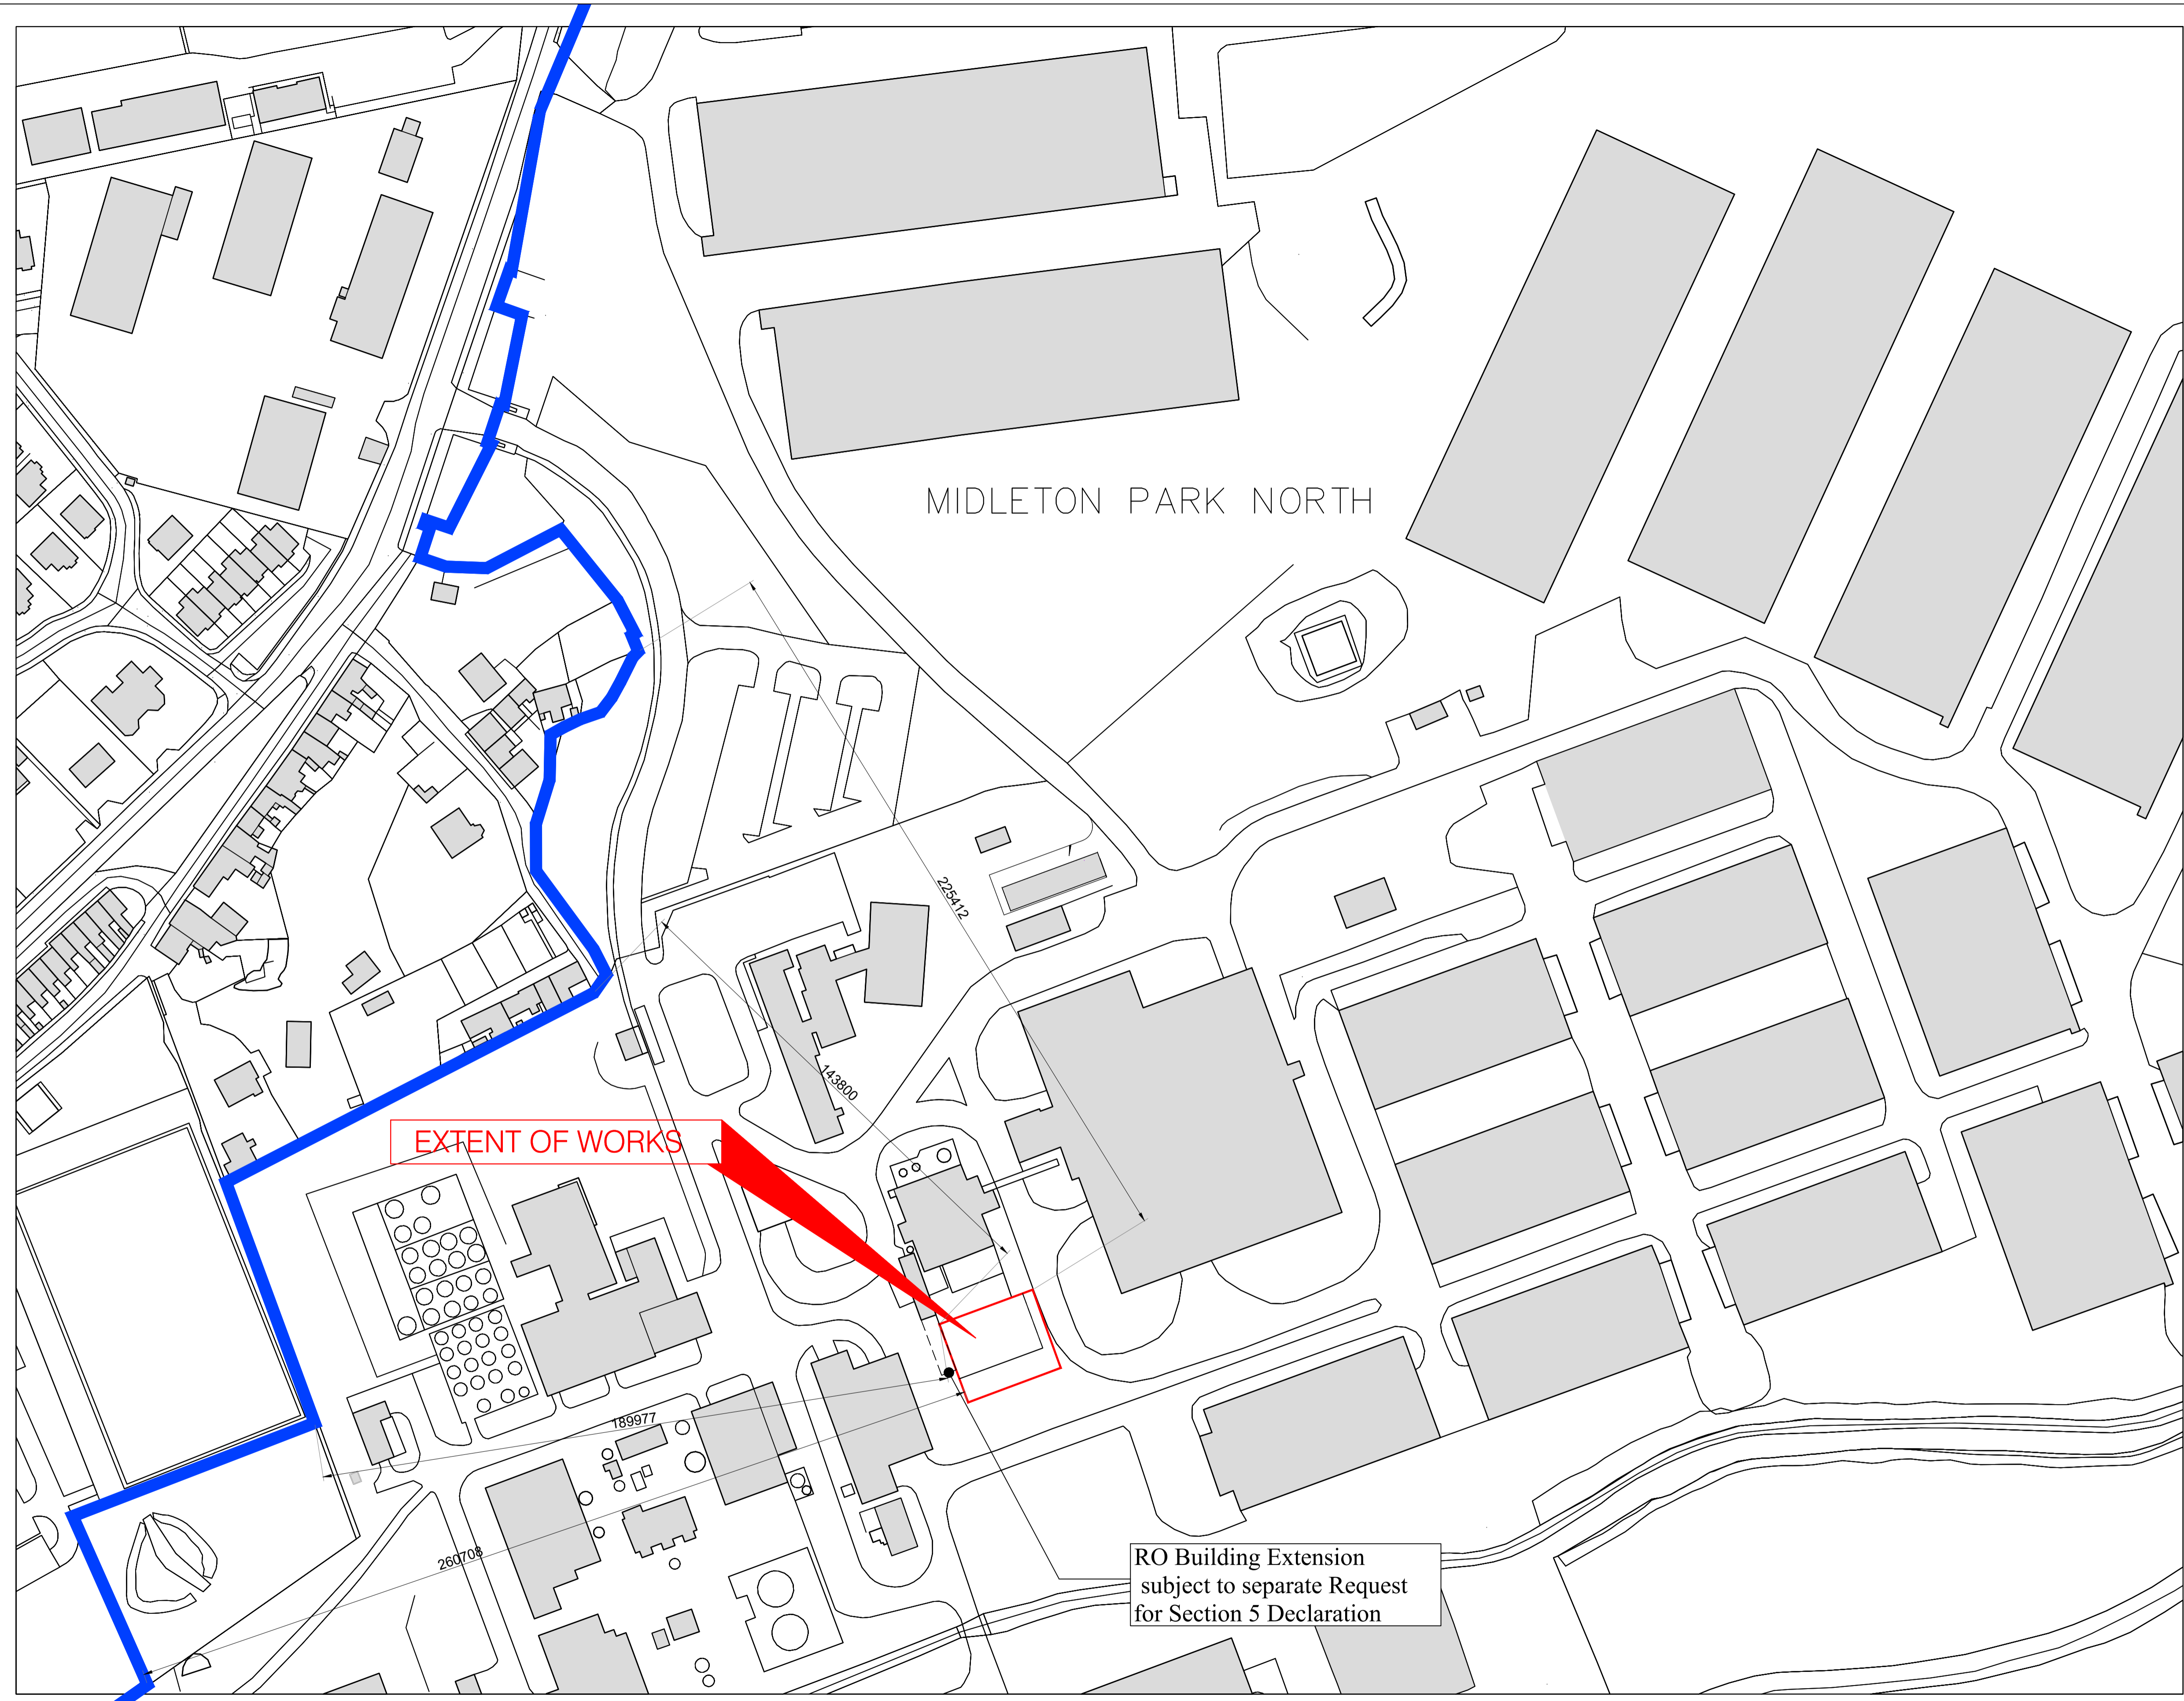 MIDLETON PARK NORTH
225412
143800
EXTENT OF WORKS
189977
260708
RO Building Extension
subject to separate Request
for Section 5 Declaration